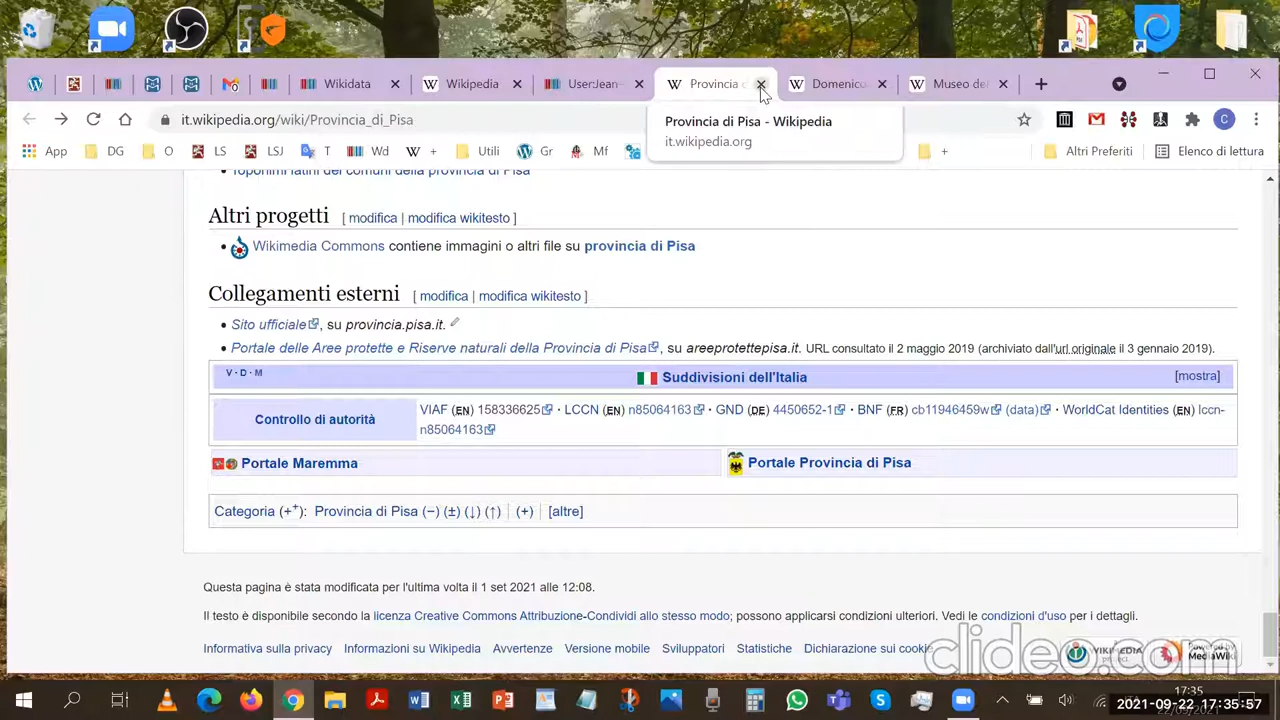 Wikidata
Wikipedia
User:Jean-
Provincia d
Domenico
Museo del
it.wikipedia.org/wiki/Provincia_di_Pisa
C
Provincia di Pisa - Wikipedia
it.wikipedia.org
App
DG
O
LS
LSJ
T
Wd
+
Utili
Gr
Mf
+
Altri Preferiti
Elenco di lettura
Toponimi latini dei comuni della provincia di Pisa
Altri progetti [ modifica | modifica wikitesto ]
• Wikimedia Commons contiene immagini o altri file su provincia di Pisa
Collegamenti esterni [ modifica | modifica wikitesto ]
• Sito ufficiale, su provincia.pisa.it.
• Portale delle Aree protette e Riserve naturali della Provincia di Pisa, su areeprotettepisa.it. URL consultato il 2 maggio 2019 (archiviato dall'url originale il 3 gennaio 2019).
V · D · M Suddivisioni dell'Italia [mostra]
Controllo di autorità
VIAF (EN) 158336625 · LCCN (EN) n85064163 · GND (DE) 4450652-1 · BNF (FR) cb11946459w (data) · WorldCat Identities (EN) lccn-
n85064163
Portale Maremma
Portale Provincia di Pisa
Categoria (++): Provincia di Pisa (−) (±) (↓) (↑) | (+) | [altre]
Questa pagina è stata modificata per l'ultima volta il 1 set 2021 alle 12:08.
Il testo è disponibile secondo la licenza Creative Commons Attribuzione-Condividi allo stesso modo; possono applicarsi condizioni ulteriori. Vedi le condizioni d'uso per i dettagli.
Informativa sulla privacy Informazioni su Wikipedia Avvertenze Versione mobile Sviluppatori Statistiche Dichiarazione sui cookie
WIKIMEDIA
project
Powered by
MediaWiki
clideo.com
17:35
2021-09-22 17:35:57